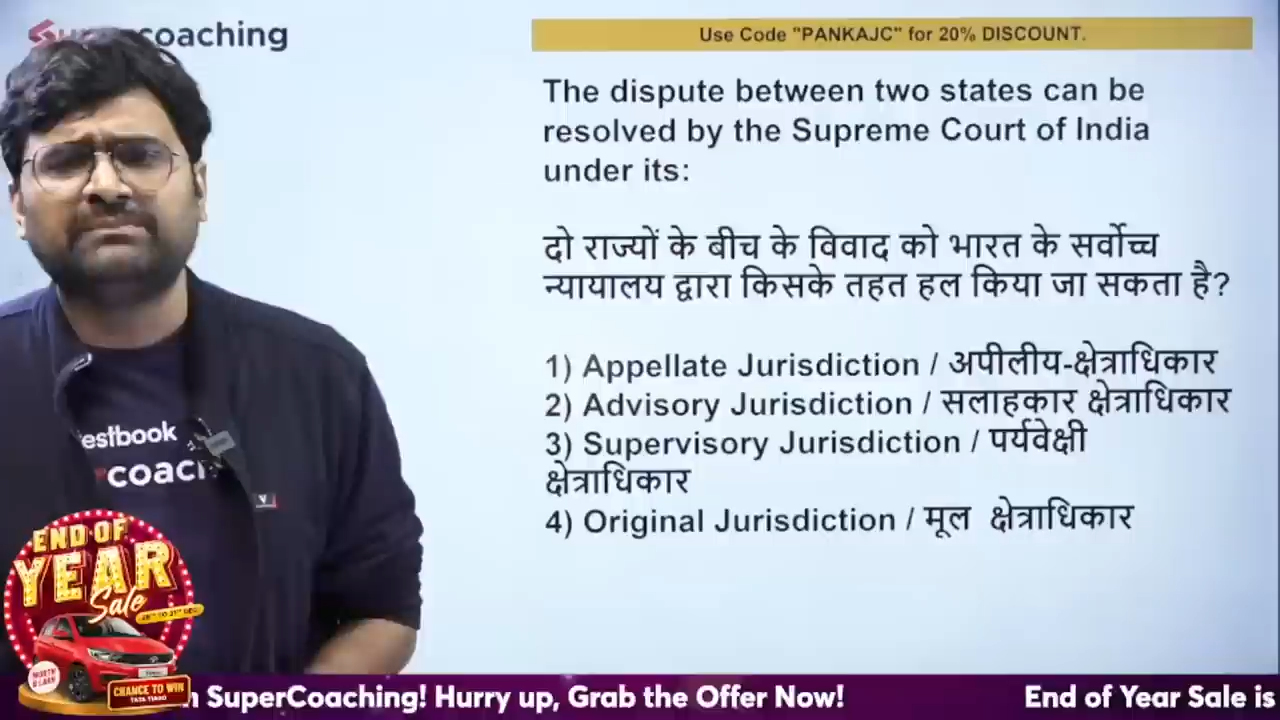 Supercoaching
Use Code "PANKAJC" for 20% DISCOUNT.
The dispute between two states can be
resolved by the Supreme Court of India
under its:
दो राज्यों के बीच के विवाद को भारत के सर्वोच्च
न्यायालय द्वारा किसके तहत हल किया जा सकता है?
1) Appellate Jurisdiction / अपीलीय-क्षेत्राधिकार
2) Advisory Jurisdiction / सलाहकार क्षेत्राधिकार
3) Supervisory Jurisdiction / पर्यवेक्षी
क्षेत्राधिकार
4) Original Jurisdiction / मूल क्षेत्राधिकार
estbook
coach
END OF
YEAR
Sale
CHANCE TO WIN
TATA TIAGO
SuperCoaching! Hurry up, Grab the Offer Now!
End of Year Sale is